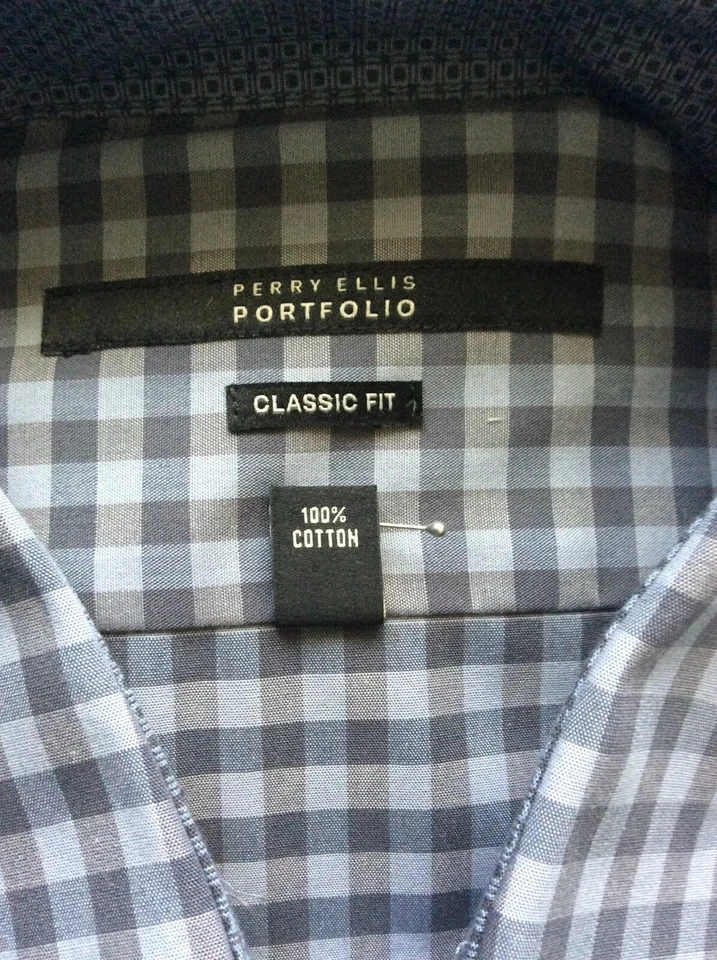 PERRY ELLIS
PORTFOLIO
CLASSIC FIT
100%
COTTON